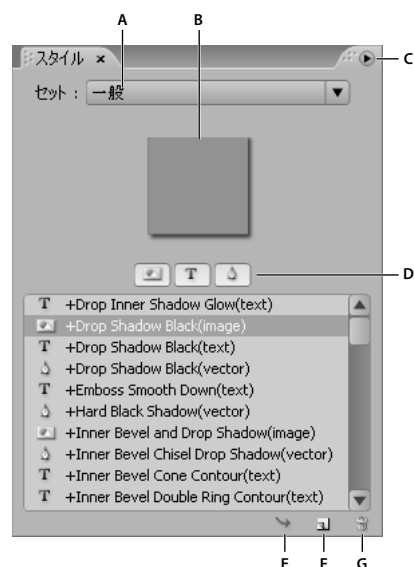 A
B
スタイル ×
C
セット : 一般
T
D
T +Drop Inner Shadow Glow(text)
+Drop Shadow Black(image)
T +Drop Shadow Black(text)
+Drop Shadow Black(vector)
T +Emboss Smooth Down(text)
+Hard Black Shadow(vector)
+Inner Bevel and Drop Shadow(image)
+Inner Bevel Chisel Drop Shadow(vector)
T +Inner Bevel Cone Contour(text)
T +Inner Bevel Double Ring Contour(text)
E F G